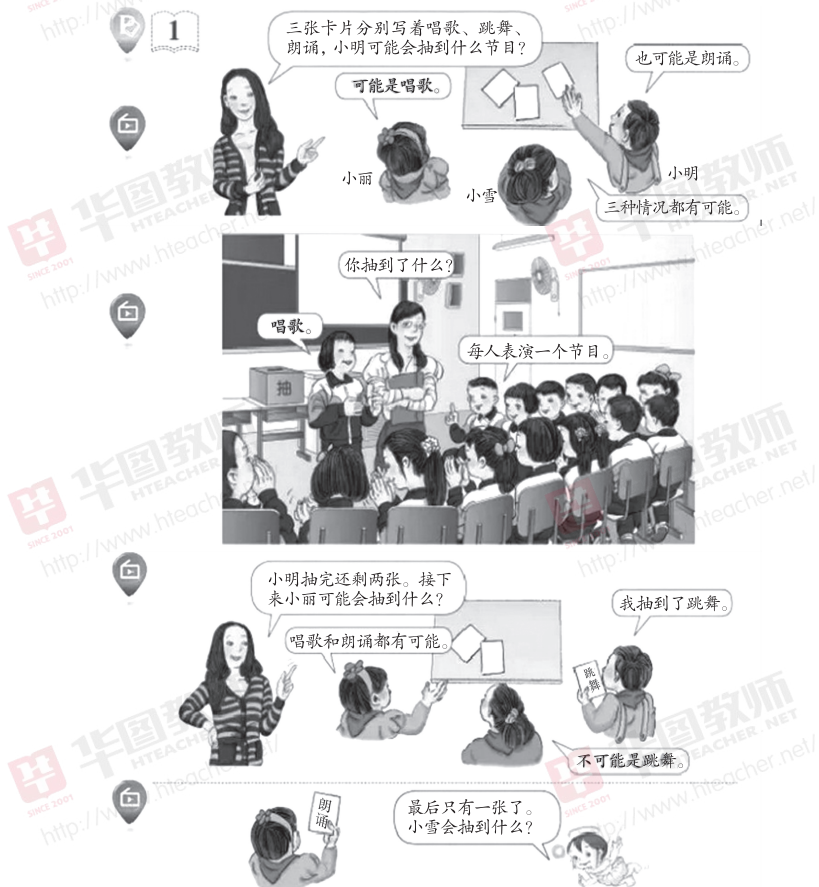 1
三张卡片分别写着唱歌、跳舞、
朗诵，小明可能会抽到什么节目？
也可能是朗诵。
可能是唱歌。
小丽
小雪
小明
三种情况都有可能。
你抽到了什么？
唱歌。
每人表演一个节目。
抽
小明抽完还剩两张。接下
来小丽可能会抽到什么？
我抽到了跳舞。
唱歌和朗诵都有可能。
跳舞
不可能是跳舞。
朗诵
最后只有一张了。
小雪会抽到什么？
华图教师
HTEACHER.NET
SINCE 2001
http://www.hteacher.net/